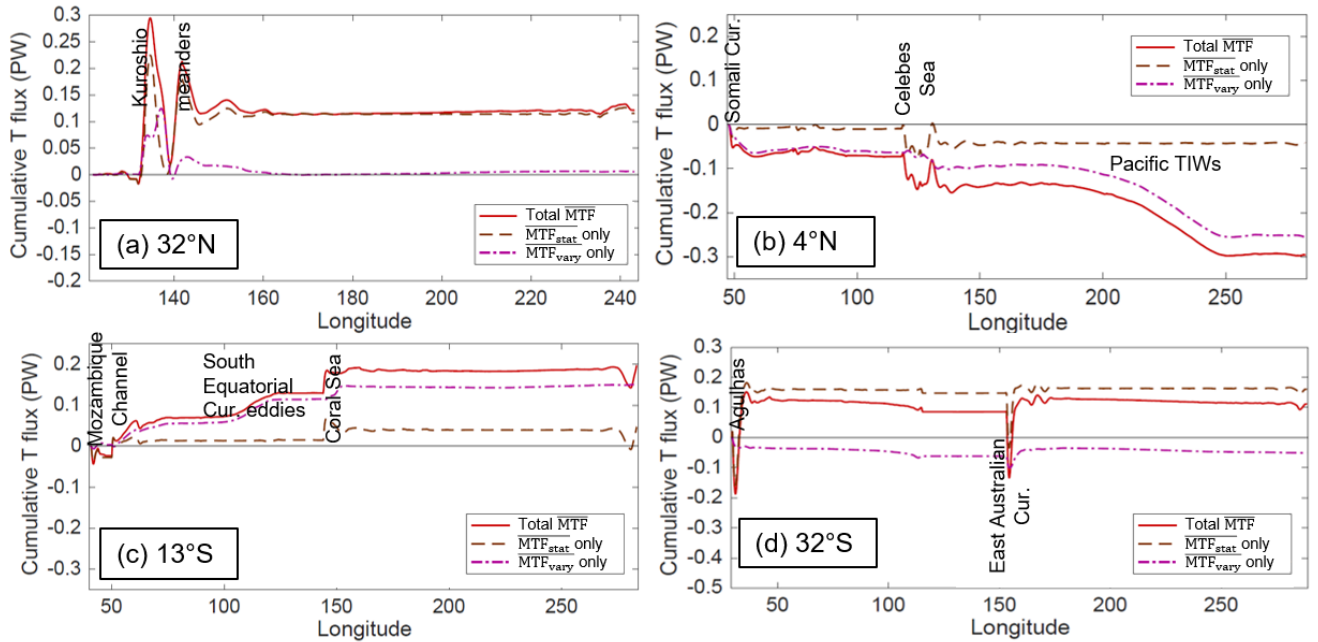 Cumulative T flux (PW)
0.3
0.25
0.2
0.15
0.1
0.05
0
-0.05
-0.1
-0.15
-0.2
Kuroshio
meanders
(a) 32°N
Total MTF
MTFstat only
MTFvary only
140
160
180
200
220
240
Longitude
Cumulative T flux (PW)
0.2
0.1
0
-0.1
-0.2
-0.3
Somali Cur.
Celebes
Sea
Pacific TIWs
Total MTF
MTFstat only
MTFvary only
(b) 4°N
50
100
150
200
250
Longitude
Cumulative T flux (PW)
0.2
0.1
0
-0.1
-0.2
-0.3
Mozambique
Channel
South
Equatorial
Cur. eddies
Coral Sea
(c) 13°S
Total MTF
MTFstat only
MTFvary only
50
100
150
200
250
Longitude
Cumulative T flux (PW)
0.3
0.2
0.1
0
-0.1
-0.2
-0.3
-0.4
-0.5
Agulhas
East Australian
Cur.
(d) 32°S
Total MTF
MTFstat only
MTFvary only
50
100
150
200
250
Longitude